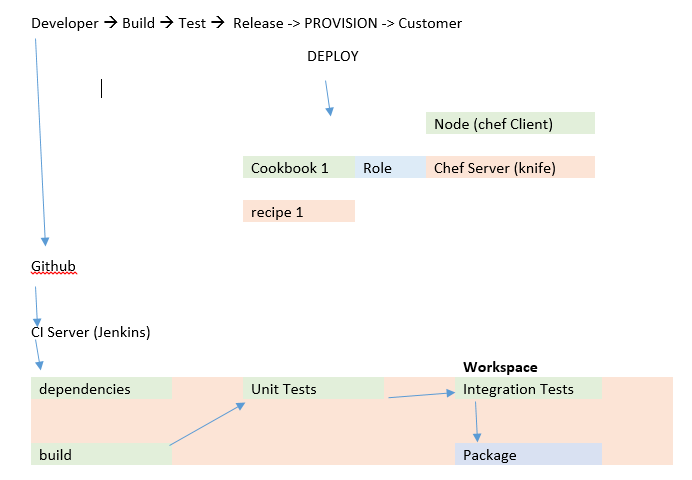 Developer → Build → Test → Release -> PROVISION -> Customer
DEPLOY
Node (chef Client)
Cookbook 1 Role Chef Server (knife)
recipe 1
Github
CI Server (Jenkins)
Workspace
dependencies Unit Tests Integration Tests
build Package